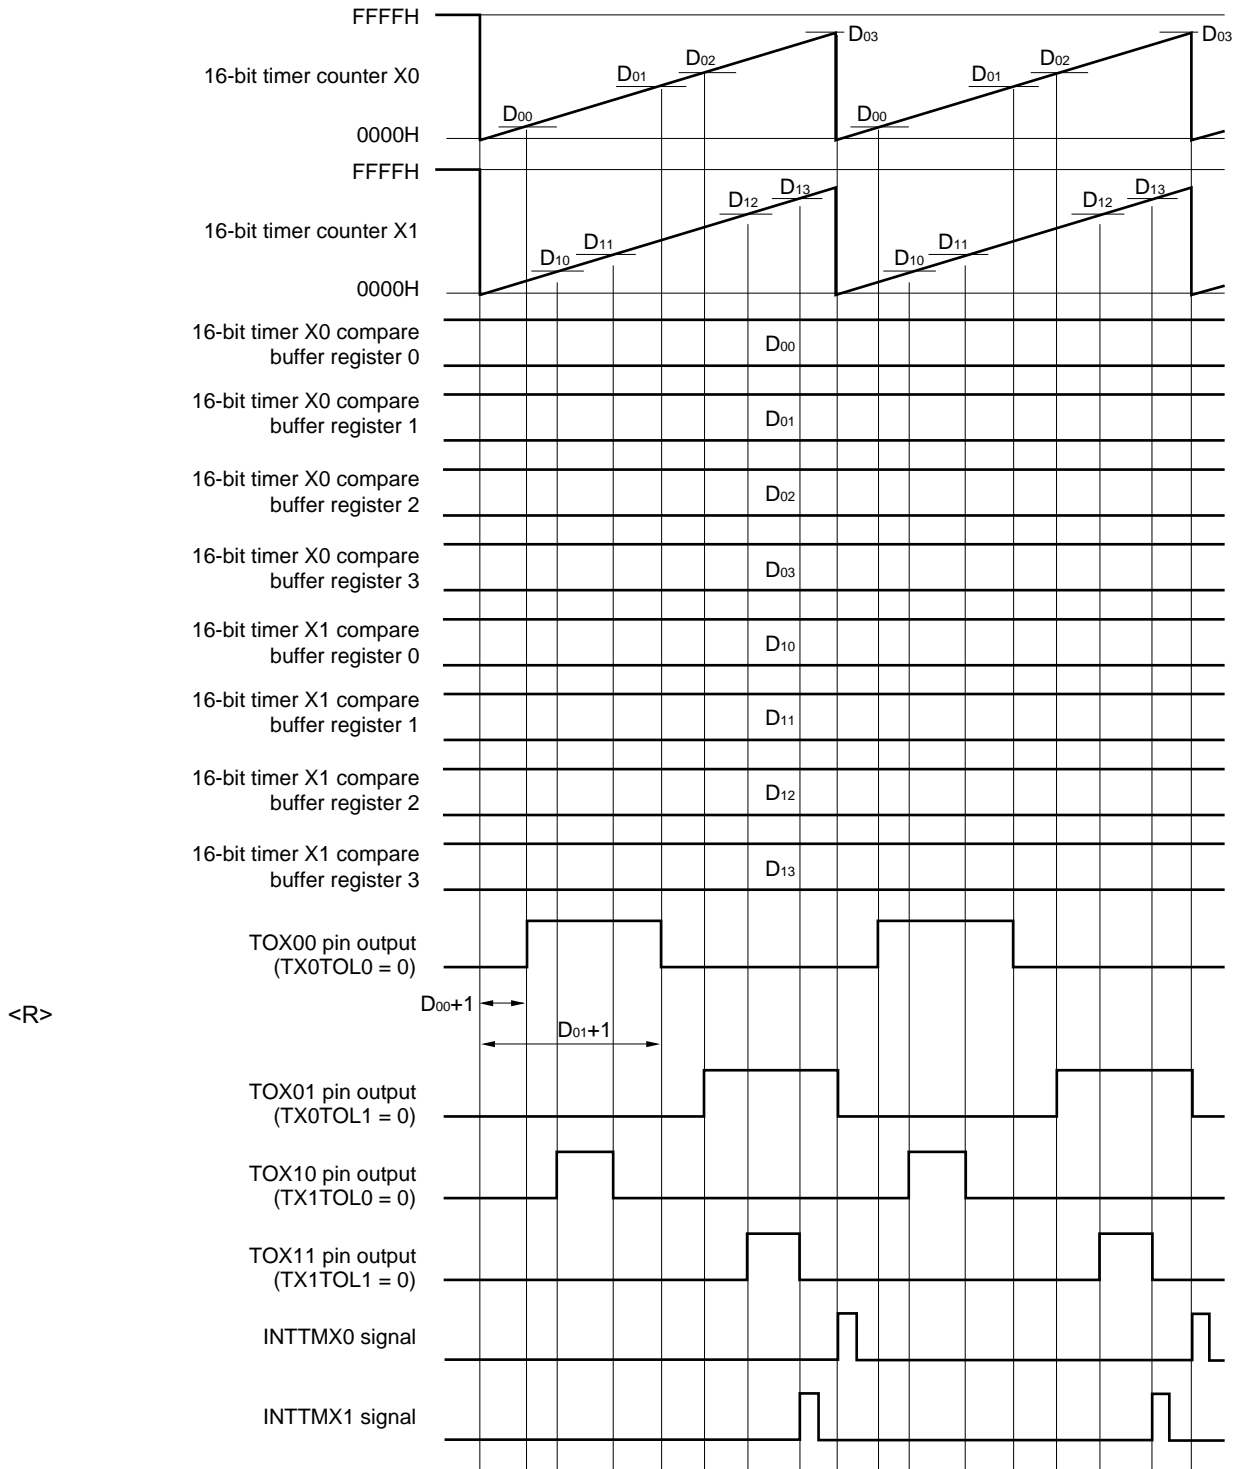 FFFFH
D03
D03
D02
D02
16-bit timer counter X0
D01
D01
D00
D00
0000H
FFFFH
D13
D13
D12
D12
16-bit timer counter X1
D11
D11
D10
D10
0000H
16-bit timer X0 compare
buffer register 0
D00
16-bit timer X0 compare
buffer register 1
D01
16-bit timer X0 compare
buffer register 2
D02
16-bit timer X0 compare
buffer register 3
D03
16-bit timer X1 compare
buffer register 0
D10
16-bit timer X1 compare
buffer register 1
D11
16-bit timer X1 compare
buffer register 2
D12
16-bit timer X1 compare
buffer register 3
D13
TOX00 pin output
(TX0TOL0 = 0)
D00+1
<R>
D01+1
TOX01 pin output
(TX0TOL1 = 0)
TOX10 pin output
(TX1TOL0 = 0)
TOX11 pin output
(TX1TOL1 = 0)
INTTMX0 signal
INTTMX1 signal